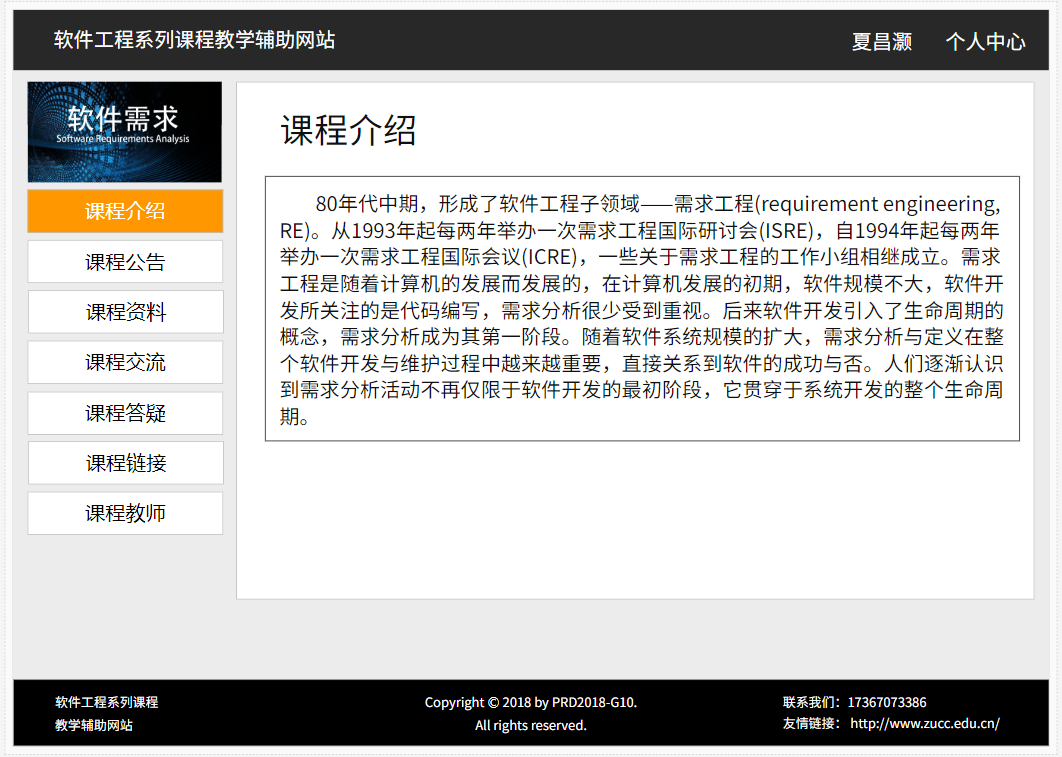 软件工程系列课程教学辅助网站
夏昌灏 个人中心
软件需求
Software Requirements Analysis
课程介绍
课程公告
课程资料
课程交流
课程答疑
课程链接
课程教师
课程介绍
80年代中期，形成了软件工程子领域——需求工程(requirement engineering,
RE)。从1993年起每两年举办一次需求工程国际研讨会(ISRE)，自1994年起每两年
举办一次需求工程国际会议(ICRE)，一些关于需求工程的工作小组相继成立。需求
工程是随着计算机的发展而发展的，在计算机发展的初期，软件规模不大，软件开
发所关注的是代码编写，需求分析很少受到重视。后来软件开发引入了生命周期的
概念，需求分析成为其第一阶段。随着软件系统规模的扩大，需求分析与定义在整
个软件开发与维护过程中越来越重要，直接关系到软件的成功与否。人们逐渐认识
到需求分析活动不再仅限于软件开发的最初阶段，它贯穿于系统开发的整个生命周
期。
软件工程系列课程
教学辅助网站
Copyright © 2018 by PRD2018-G10.
All rights reserved.
联系我们：17367073386
友情链接： http://www.zucc.edu.cn/